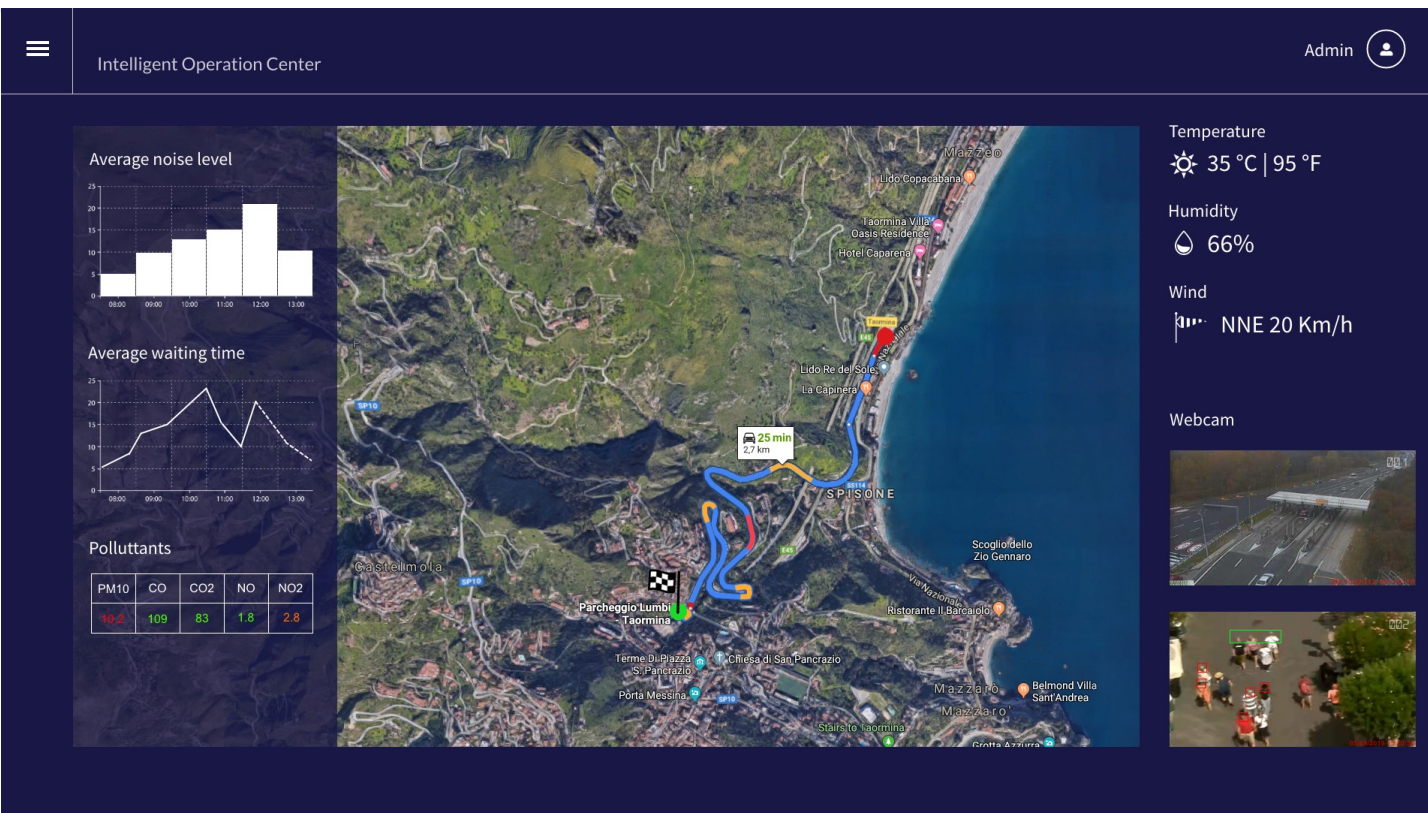 Intelligent Operation Center
Admin
Average noise level
25
20
15
10
5
0
08:00 09:00 10:00 11:00 12:00 13:00
Average waiting time
25
20
15
10
5
0
08:00 09:00 10:00 11:00 12:00 13:00
Polluttants
PM10 CO CO2 NO NO2
10.2 109 83 1.8 2.8
Mazzeo
Lido Copacabana
Taormina Villa
Oasis Residence
Hotel Caparena
Taormina
E45
Nazionale
Lido Re del Sole
La Capinera
SP10
25 min
2,7 km
SS114
SPISONE
E45
Scoglio dello
Zio Gennaro
Castelmola
SP10
Via Nazionale
Parcheggio Lumbi
- Taormina
Ristorante Il Barcaiolo
Terme Di Piazza
S. Pancrazio
Chiesa di San Pancrazio
Porta Messina
SP10
Mazzarò
Mazzaro'
Belmond Villa
Sant'Andrea
Stairs to Taormina
Grotta Azzurra
Temperature
35 °C | 95 °F
Humidity
66%
Wind
NNE 20 Km/h
Webcam
001
002